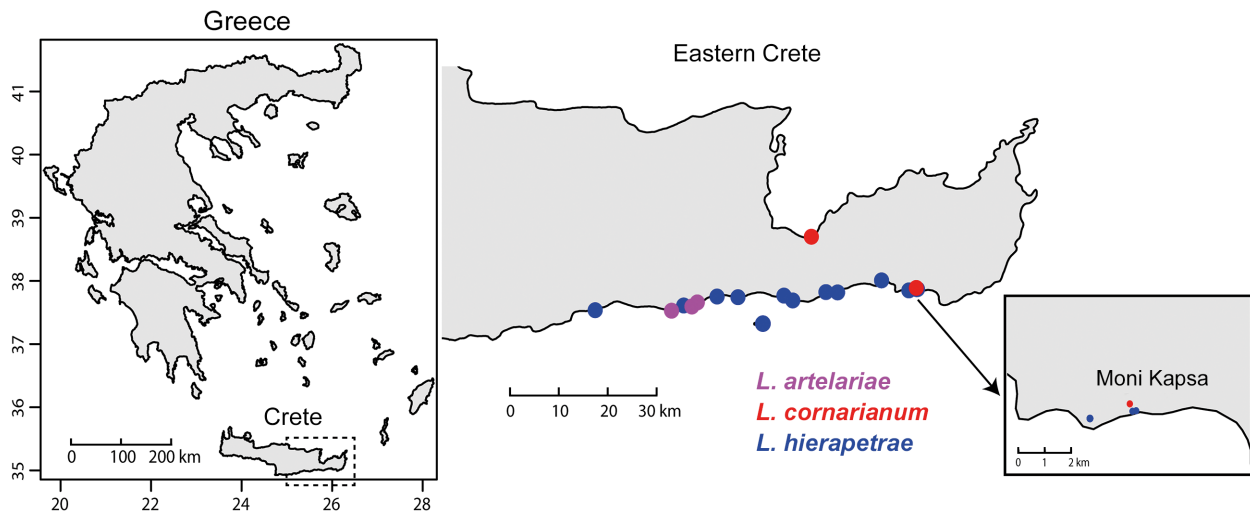 Greece
Eastern Crete
41
40
39
38
37
36
35
Crete
0 100 200 km
20 22 24 26 28
0 10 20 30 km
L. artelariae
L. cornarianum
L. hierapetrae
Moni Kapsa
0 1 2 km